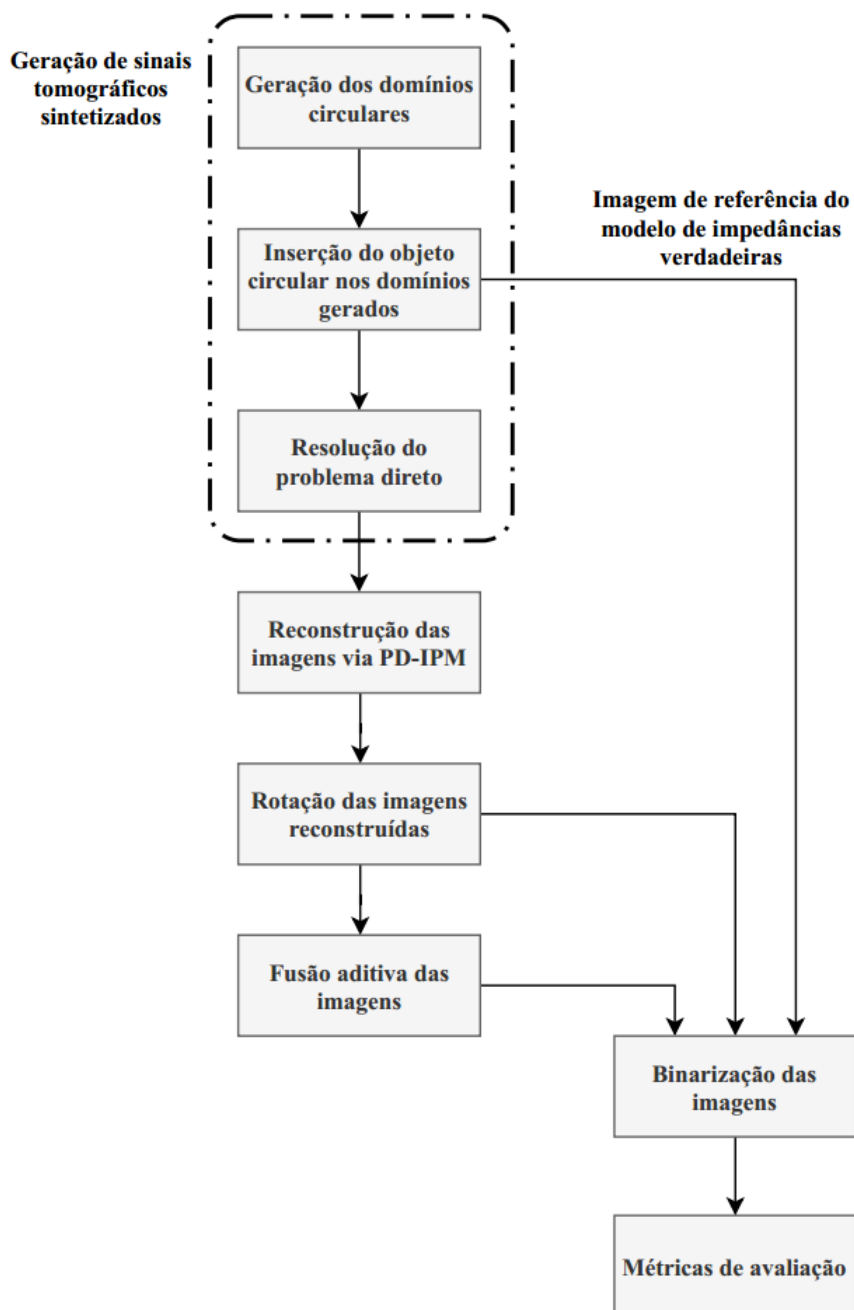 Geração de sinais
tomográficos
sintetizados
Geração dos domínios
circulares
Inserção do objeto
circular nos domínios
gerados
Imagem de referência do
modelo de impedâncias
verdadeiras
Resolução do
problema direto
Reconstrução das
imagens via PD-IPM
Rotação das imagens
reconstruídas
Fusão aditiva das
imagens
Binarização das
imagens
Métricas de avaliação